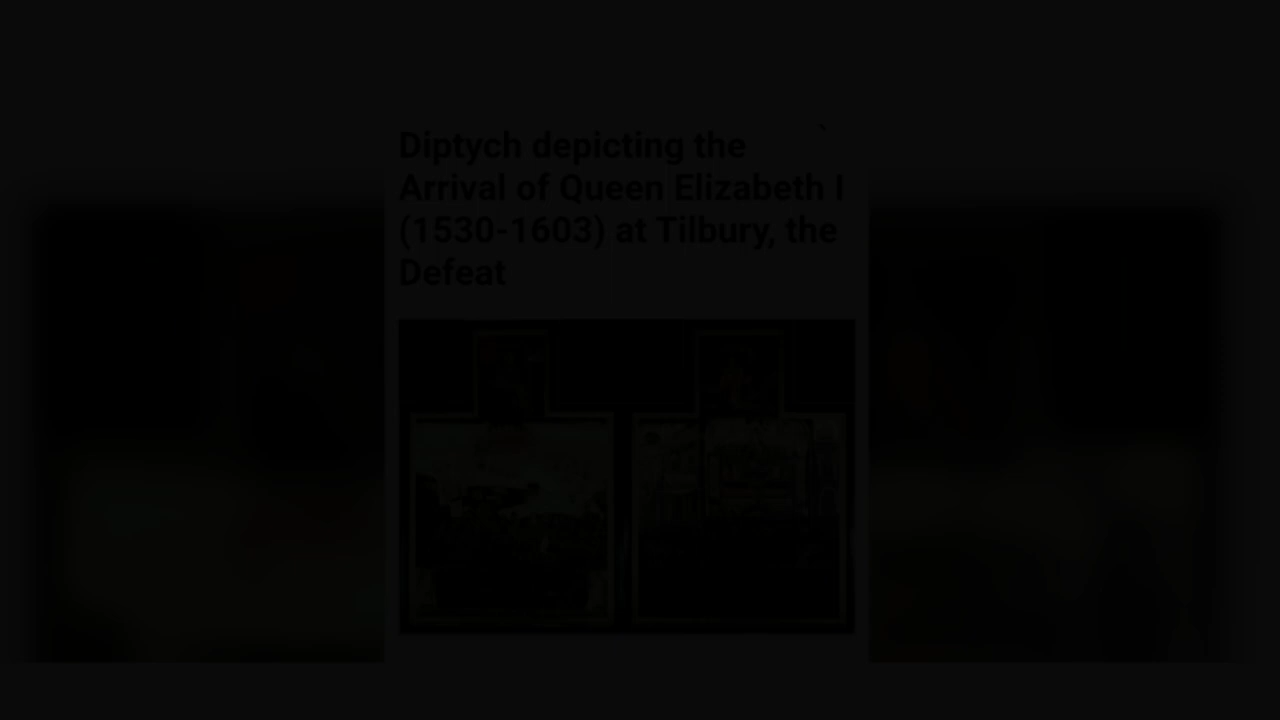 Diptych depicting the
Arrival of Queen Elizabeth I
(1530-1603) at Tilbury, the
Defeat